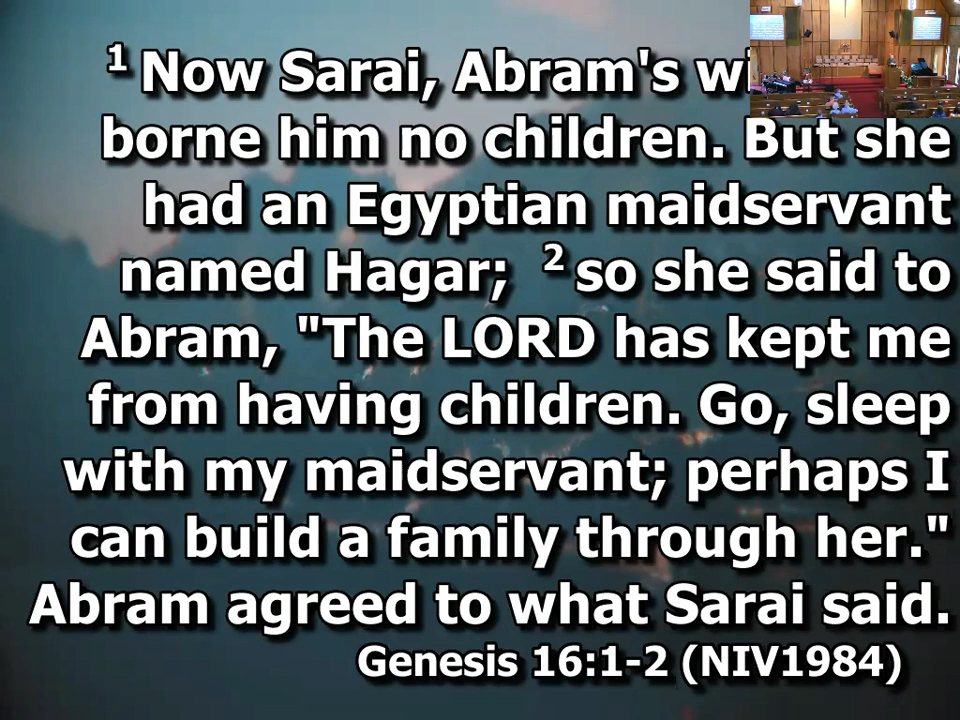 1 Now Sarai, Abram's
borne him no children. But she
had an Egyptian maidservant
named Hagar; 2 so she said to
Abram, "The LORD has kept me
from having children. Go, sleep
with my maidservant; perhaps I
can build a family through her."
Abram agreed to what Sarai said.
Genesis 16:1-2 (NIV1984)